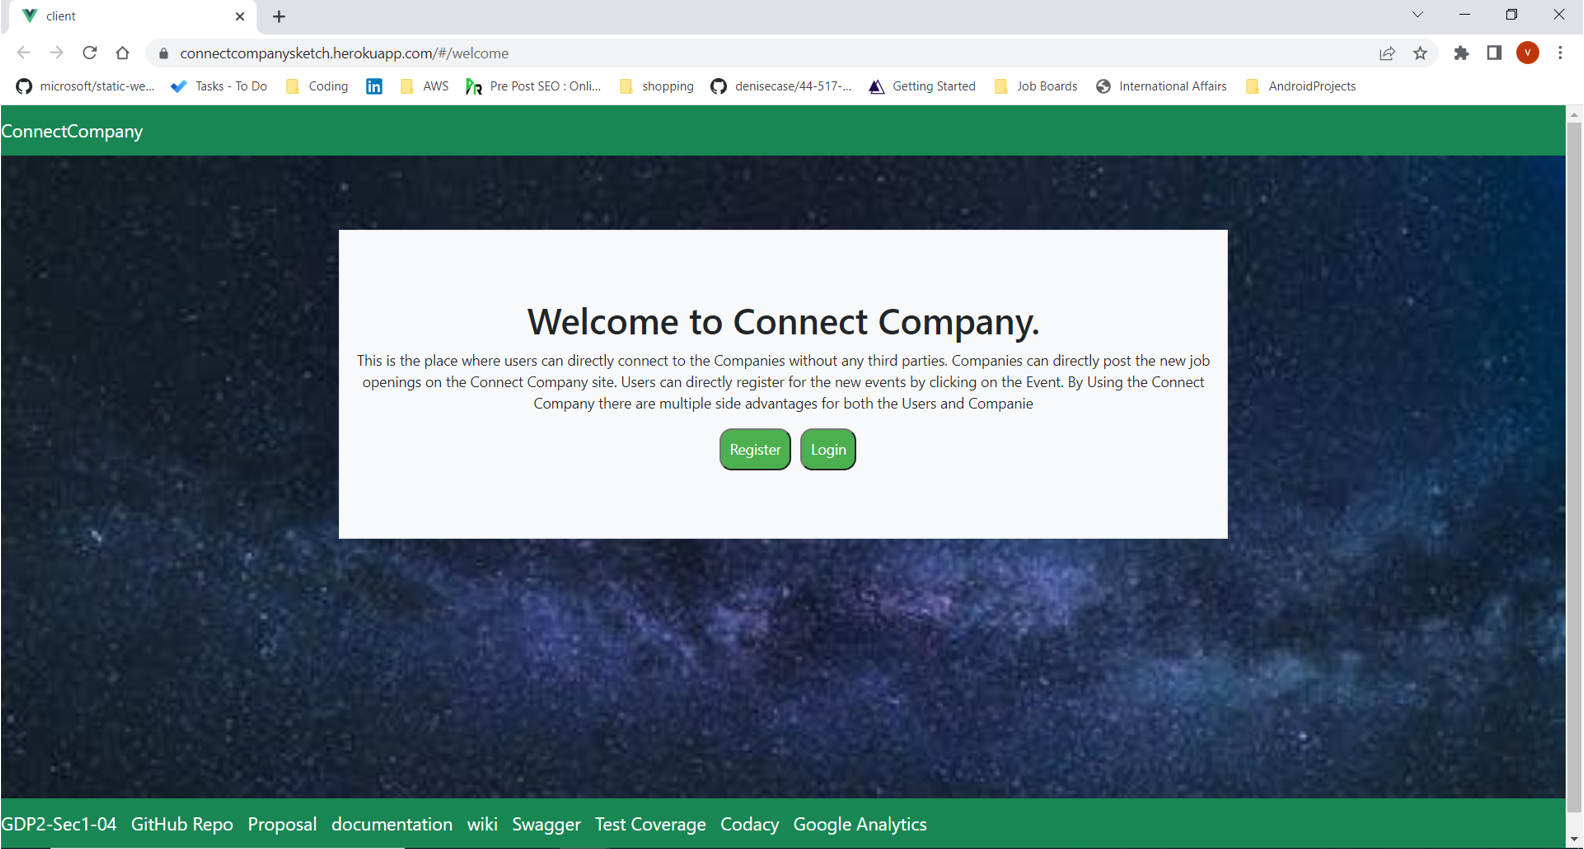 client
connectcompanysketch.herokuapp.com/#/welcome
V
microsoft/static-we... Tasks - To Do Coding in AWS Pre Post SEO : Onli... shopping denisecase/44-517-... Getting Started Job Boards International Affairs AndroidProjects
ConnectCompany
Welcome to Connect Company.
This is the place where users can directly connect to the Companies without any third parties. Companies can directly post the new job
openings on the Connect Company site. Users can directly register for the new events by clicking on the Event. By Using the Connect
Company there are multiple side advantages for both the Users and Companie
Register Login
GDP2-Sec1-04 GitHub Repo Proposal documentation wiki Swagger Test Coverage Codacy Google Analytics